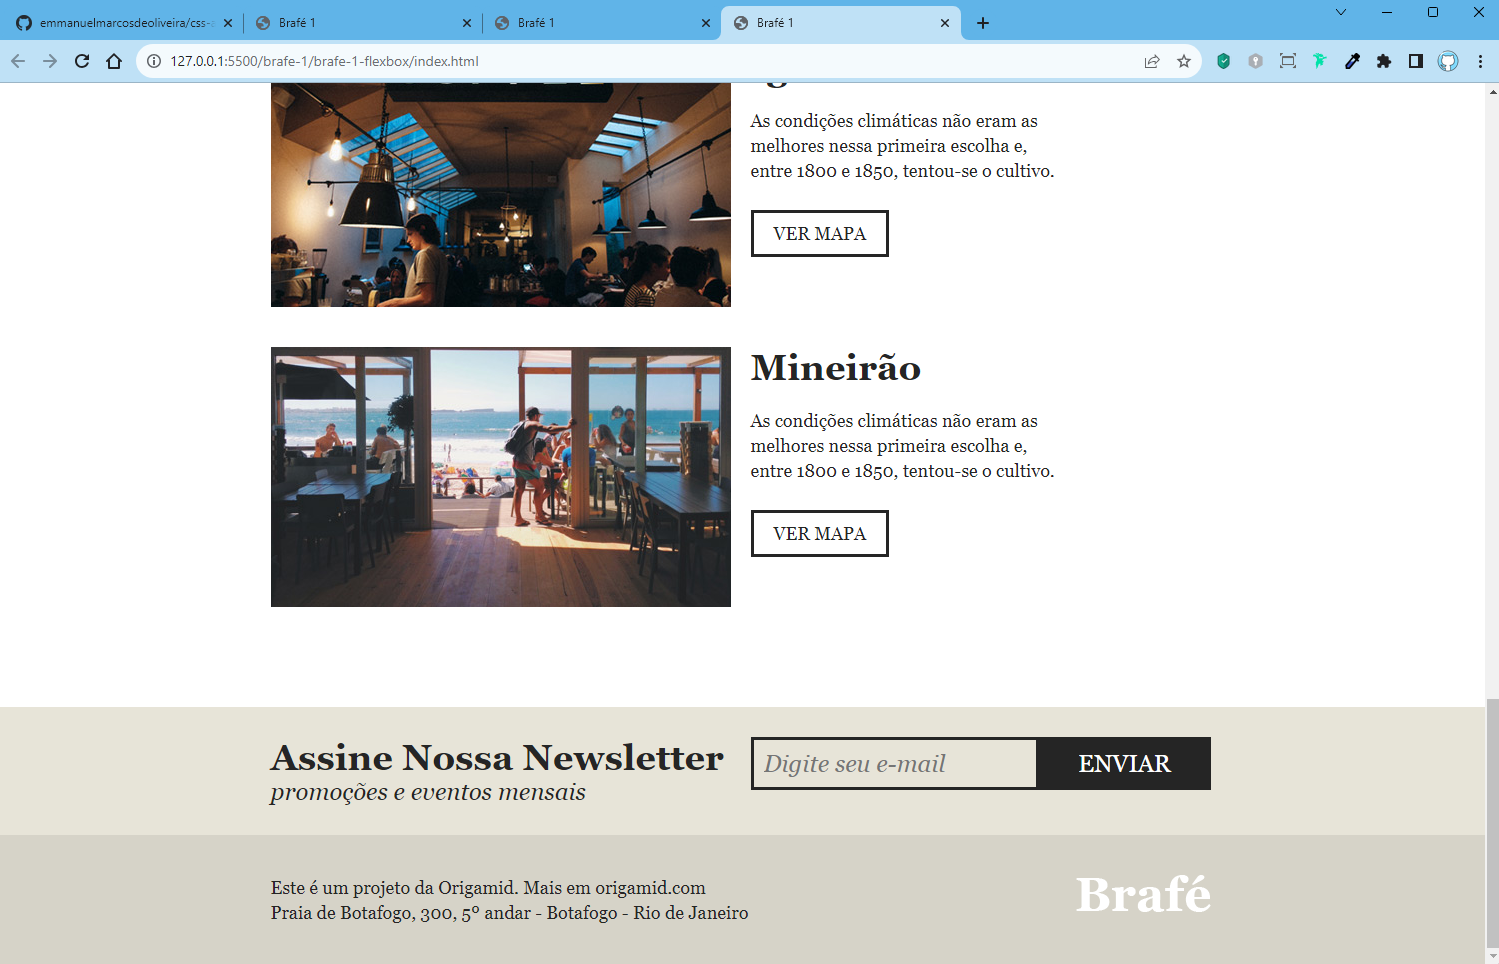 emmanuelmarcosdeoliveira/css-a
Brafé 1
Brafé 1
Brafé 1
127.0.0.1:5500/brafe-1/brafe-1-flexbox/index.html
As condições climáticas não eram as
melhores nessa primeira escolha e,
entre 1800 e 1850, tentou-se o cultivo.
VER MAPA
Mineirão
As condições climáticas não eram as
melhores nessa primeira escolha e,
entre 1800 e 1850, tentou-se o cultivo.
VER MAPA
Assine Nossa Newsletter
promoções e eventos mensais
Digite seu e-mail
ENVIAR
Este é um projeto da Origamid. Mais em origamid.com
Praia de Botafogo, 300, 5º andar - Botafogo - Rio de Janeiro
Brafé